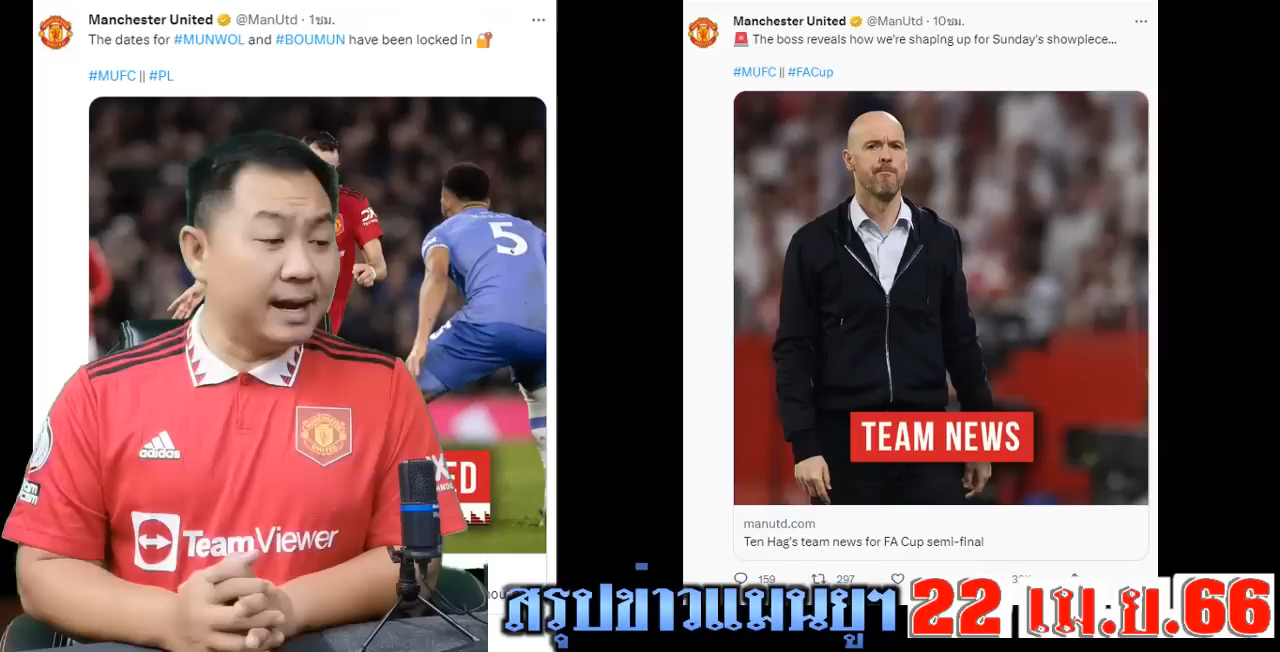 Manchester United @ManUtd · 1ชม.
The dates for #MUNWOL and #BOUMUN have been locked in
#MUFC || #PL
5
adidas
TeamViewer
Manchester United @ManUtd · 10ชม.
The boss reveals how we're shaping up for Sunday's showpiece...
#MUFC || #FACup
TEAM NEWS
manutd.com
Ten Hag's team news for FA Cup semi-final
159 297
สรุปข่าวแมนยูฯ 22 เม.ย.66